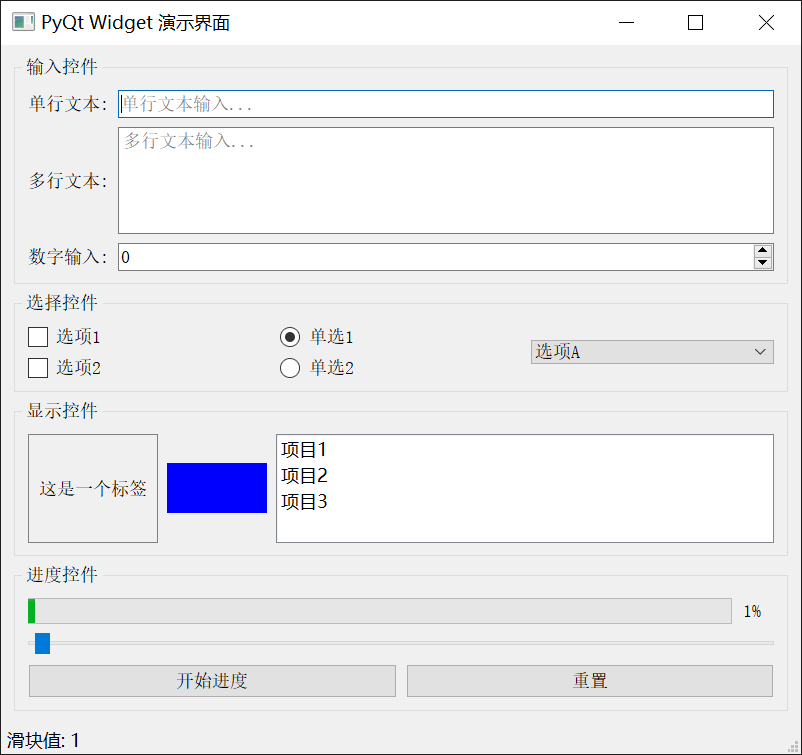 PyQt Widget 演示界面
输入控件
单行文本:
单行文本输入...
多行文本输入...
多行文本:
数字输入:
0
选择控件
选项1
单选1
选项A
选项2
单选2
显示控件
这是一个标签
项目1
项目2
项目3
进度控件
1%
开始进度
重置
滑块值: 1